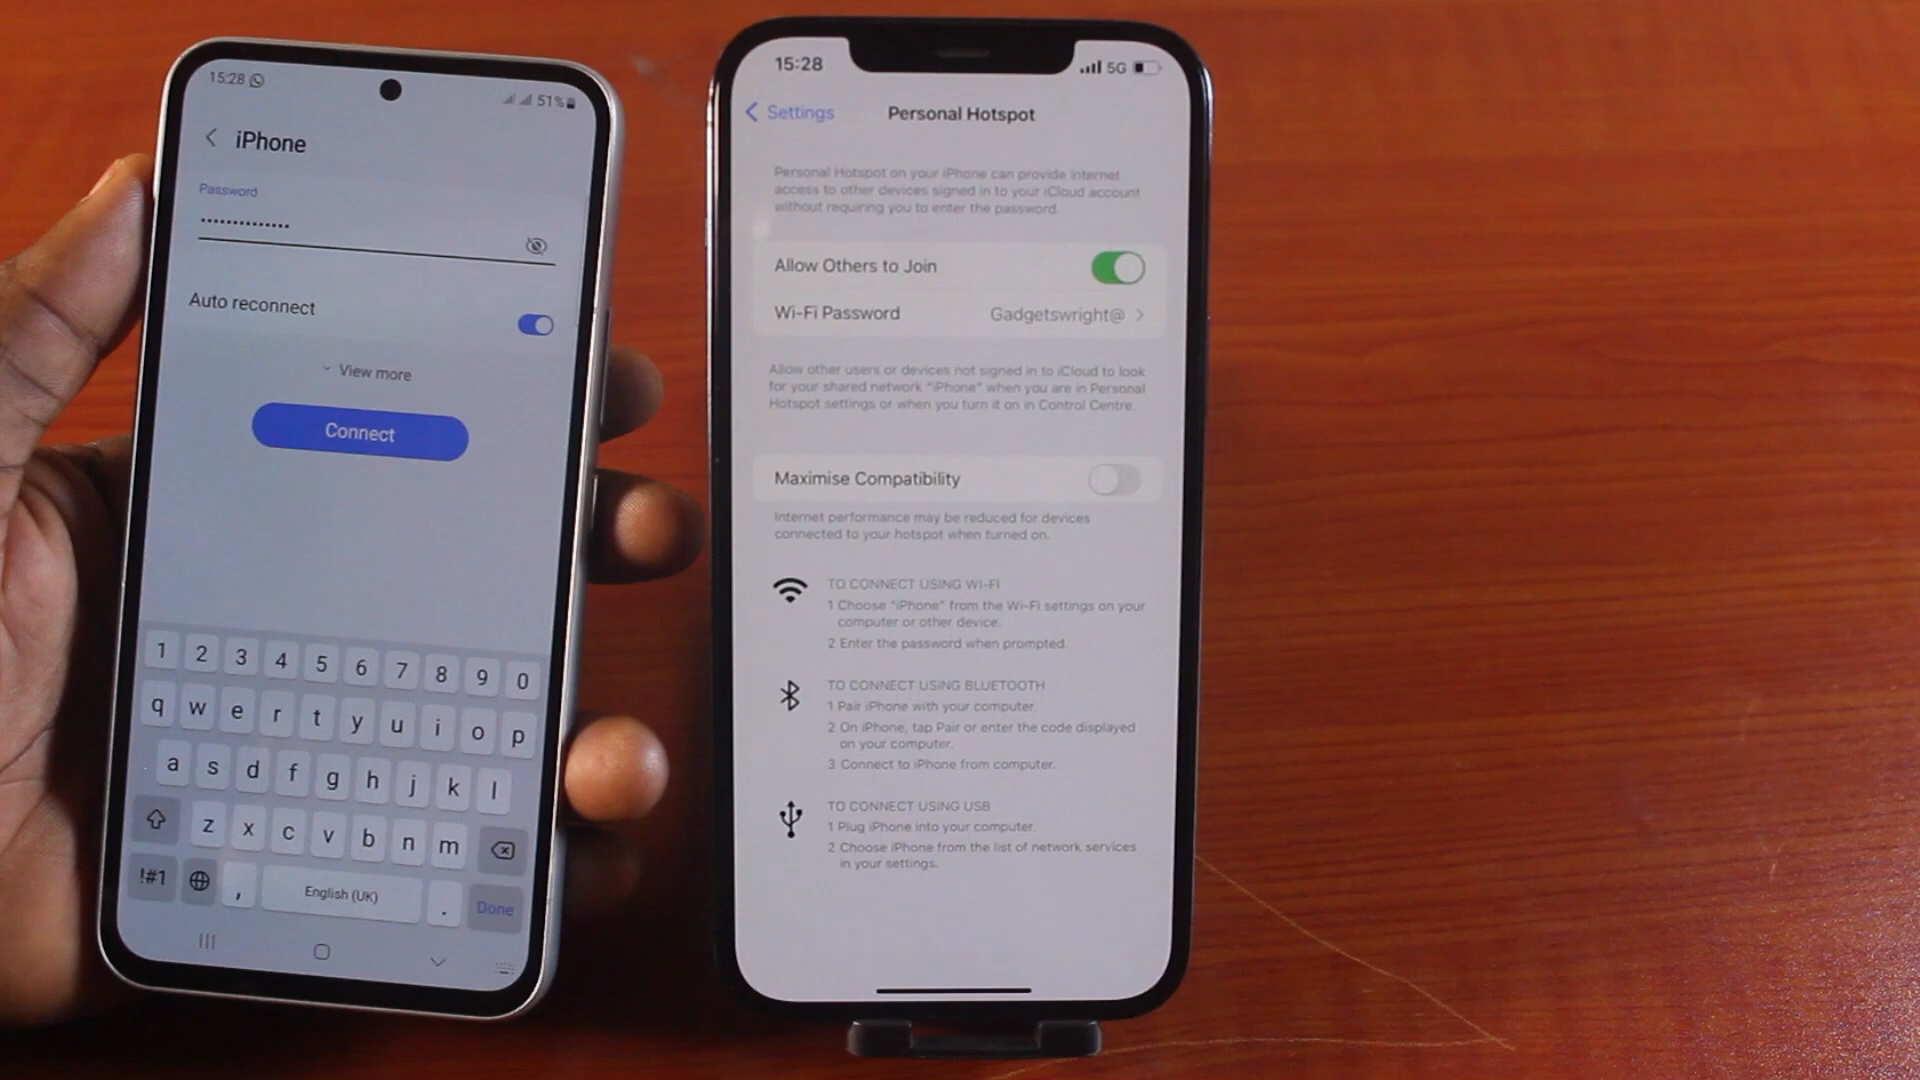 15:28
51%
iPhone
Password
••••••••••••••
Auto reconnect
View more
Connect
1 2 3 4 5 6 7 8 9 0
q w e r t y u i o p
a s d f g h j k l
z x c v b n m
!#1 , English (UK) . Done
15:28 5G
Settings Personal Hotspot
Personal Hotspot on your iPhone can provide internet
access to other devices signed in to your iCloud account
without requiring you to enter the password.
Allow Others to Join
Wi-Fi Password Gadgetswright@
Allow other users or devices not signed in to iCloud to look
for your shared network "iPhone" when you are in Personal
Hotspot settings or when you turn it on in Control Centre.
Maximise Compatibility
Internet performance may be reduced for devices
connected to your hotspot when turned on.
TO CONNECT USING WI-FI
1 Choose "iPhone" from the Wi-Fi settings on your
computer or other device.
2 Enter the password when prompted.
TO CONNECT USING BLUETOOTH
1 Pair iPhone with your computer.
2 On iPhone, tap Pair or enter the code displayed
on your computer.
3 Connect to iPhone from computer.
TO CONNECT USING USB
1 Plug iPhone into your computer.
2 Choose iPhone from the list of network services
in your settings.